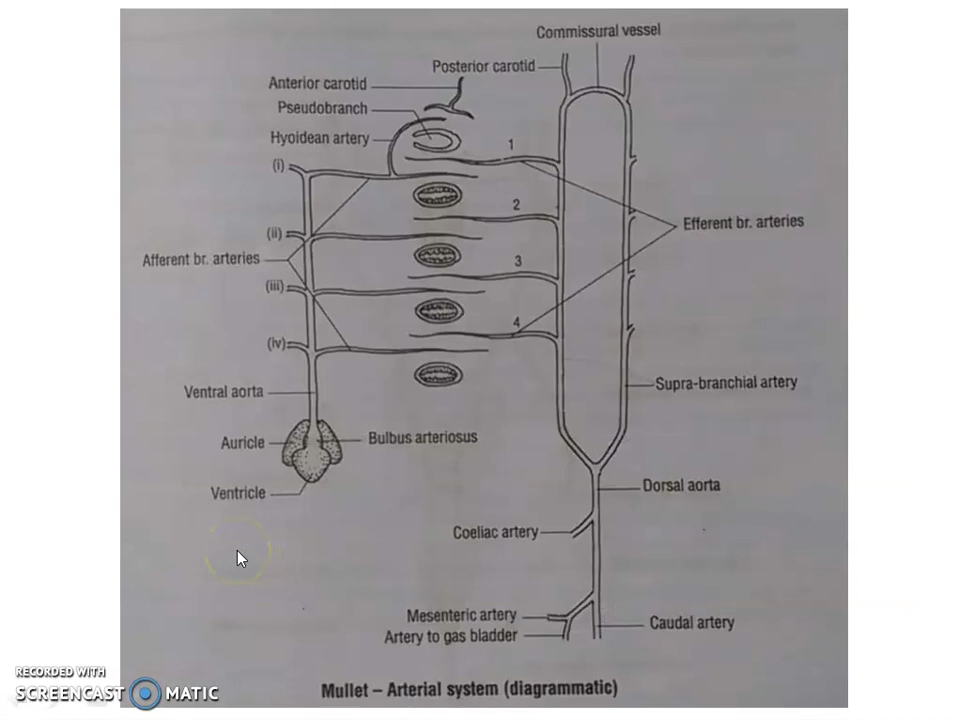 Commissural vessel
Posterior carotid
Anterior carotid
Pseudobranch
Hyoidean artery
1
(i)
2
Efferent br. arteries
(ii)
Afferent br. arteries
3
(iii)
4
(iv)
Supra-branchial artery
Ventral aorta
Auricle
Bulbus arteriosus
Ventricle
Dorsal aorta
Coeliac artery
Mesenteric artery
Caudal artery
Artery to gas bladder
Mullet – Arterial system (diagrammatic)
RECORDED WITH
SCREENCAST MATIC